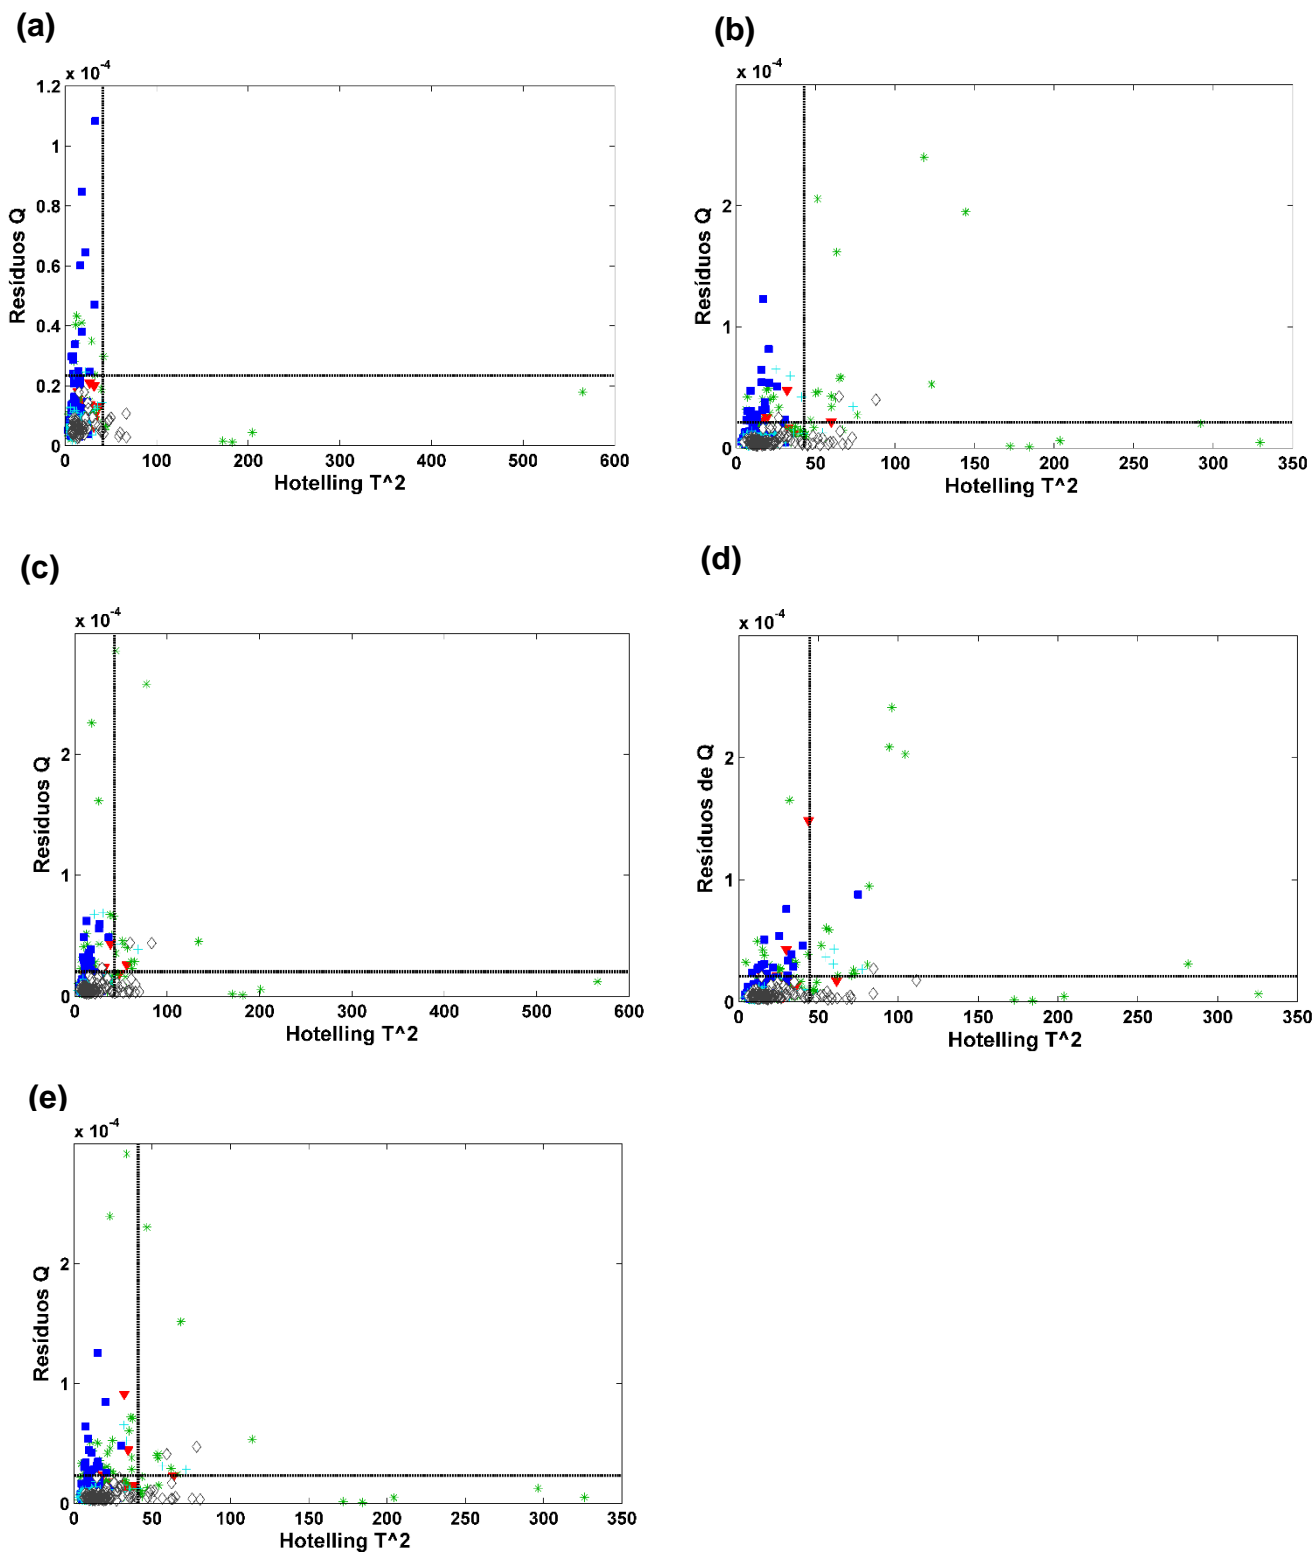 (a)
x 10^-4
1.2
1
0.8
0.6
0.4
0.2
0
Resíduos Q
0 100 200 300 400 500 600
Hotelling T^2
(b)
x 10^-4
2
1
0
Resíduos Q
0 50 100 150 200 250 300 350
Hotelling T^2
(c)
x 10^-4
2
1
0
Resíduos Q
0 100 200 300 400 500 600
Hotelling T^2
(d)
x 10^-4
2
1
0
Resíduos de Q
0 50 100 150 200 250 300 350
Hotelling T^2
(e)
x 10^-4
2
1
0
Resíduos Q
0 50 100 150 200 250 300 350
Hotelling T^2